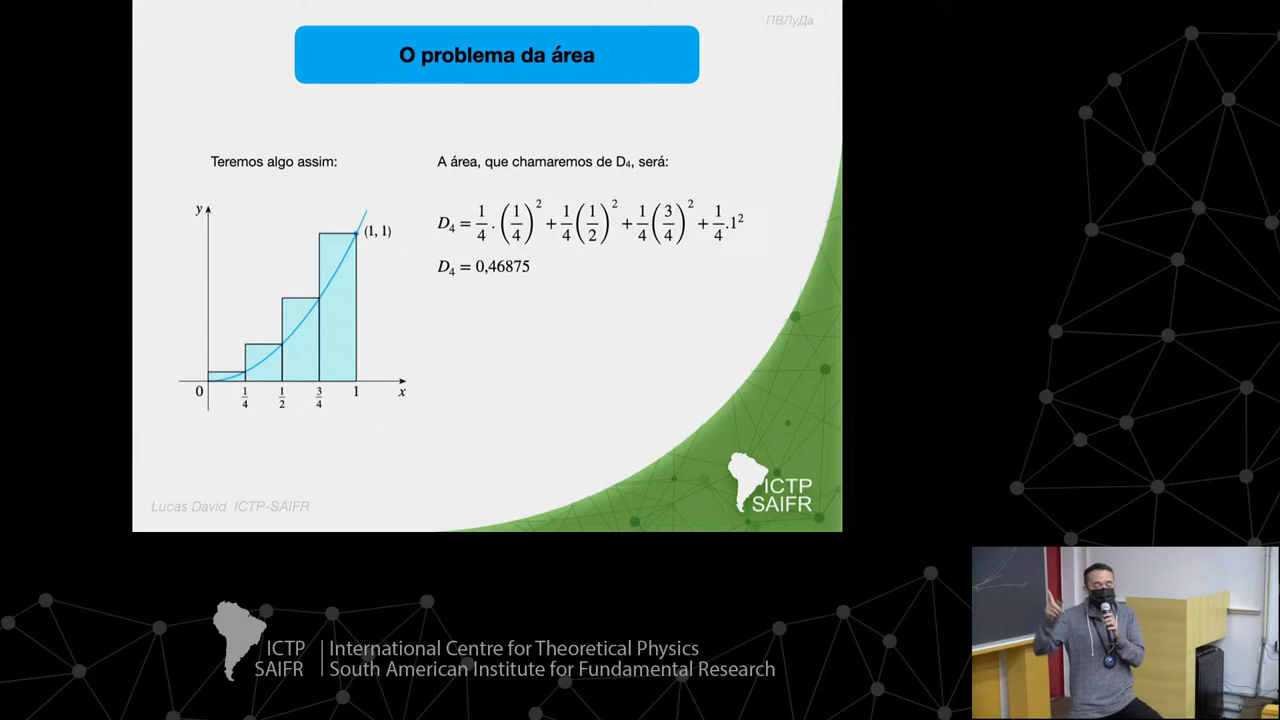 ПВЛуДа
O problema da área
Teremos algo assim:
A área, que chamaremos de D₄, será:
D₄ = 1/4 . (1/4)² + 1/4 (1/2)² + 1/4 (3/4)² + 1/4 .1²
D₄ = 0,46875
y
(1, 1)
0 1/4 1/2 3/4 1 x
ICTP
SAIFR
Lucas David ICTP-SAIFR
ICTP
SAIFR
International Centre for Theoretical Physics
South American Institute for Fundamental Research